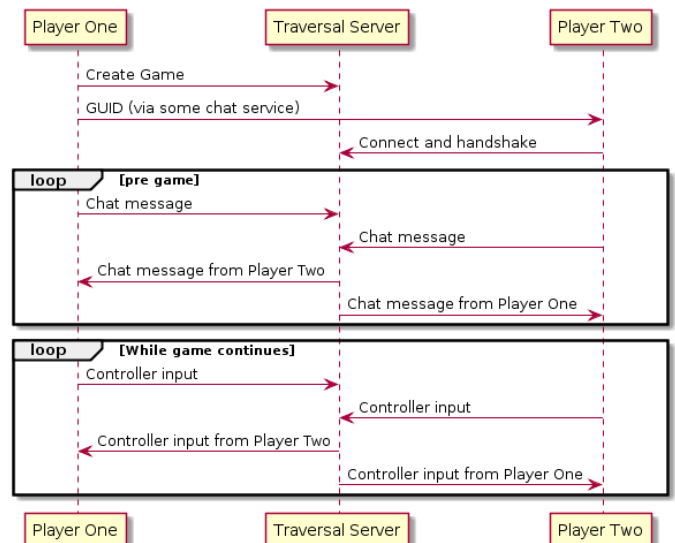 Player One Traversal Server Player Two
Create Game
GUID (via some chat service)
Connect and handshake
loop [pre game]
Chat message
Chat message
Chat message from Player Two
Chat message from Player One
loop [While game continues]
Controller input
Controller input
Controller input from Player Two
Controller input from Player One
Player One Traversal Server Player Two